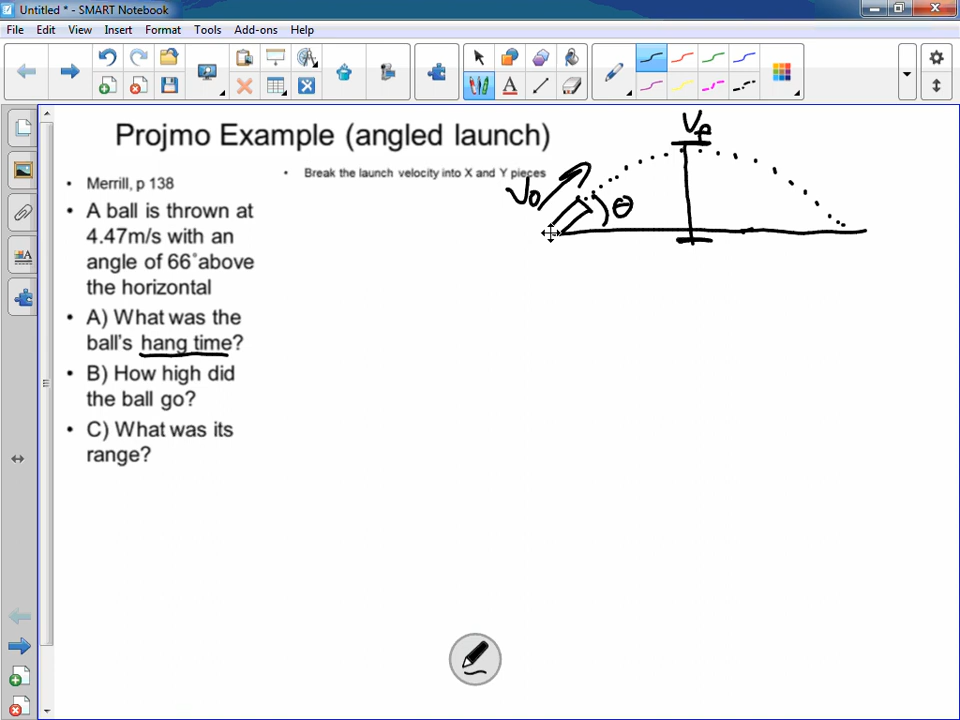 Untitled * - SMART Notebook
File Edit View Insert Format Tools Add-ons Help
Projmo Example (angled launch)
• Merrill, p 138
• Break the launch velocity into X and Y pieces
• A ball is thrown at
4.47m/s with an
angle of 66˚above
the horizontal
• A) What was the
ball's hang time?
• B) How high did
the ball go?
• C) What was its
range?
Vf
V0
θ